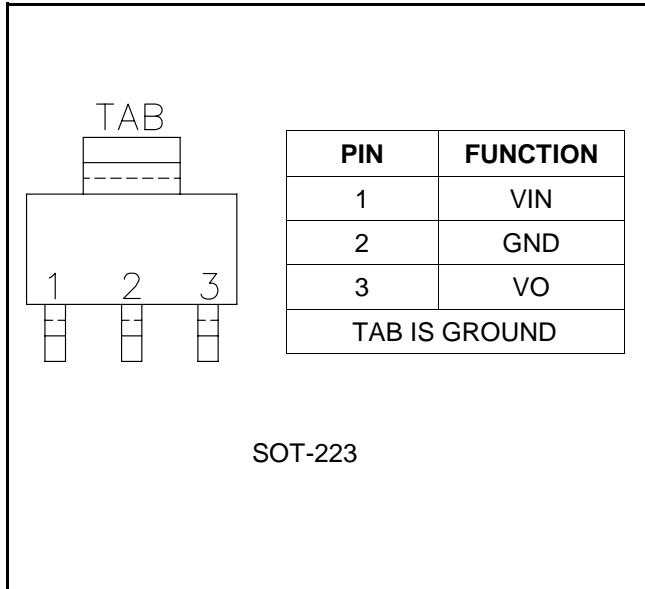 TAB
1 2 3
PIN FUNCTION
1 VIN
2 GND
3 VO
TAB IS GROUND
SOT-223